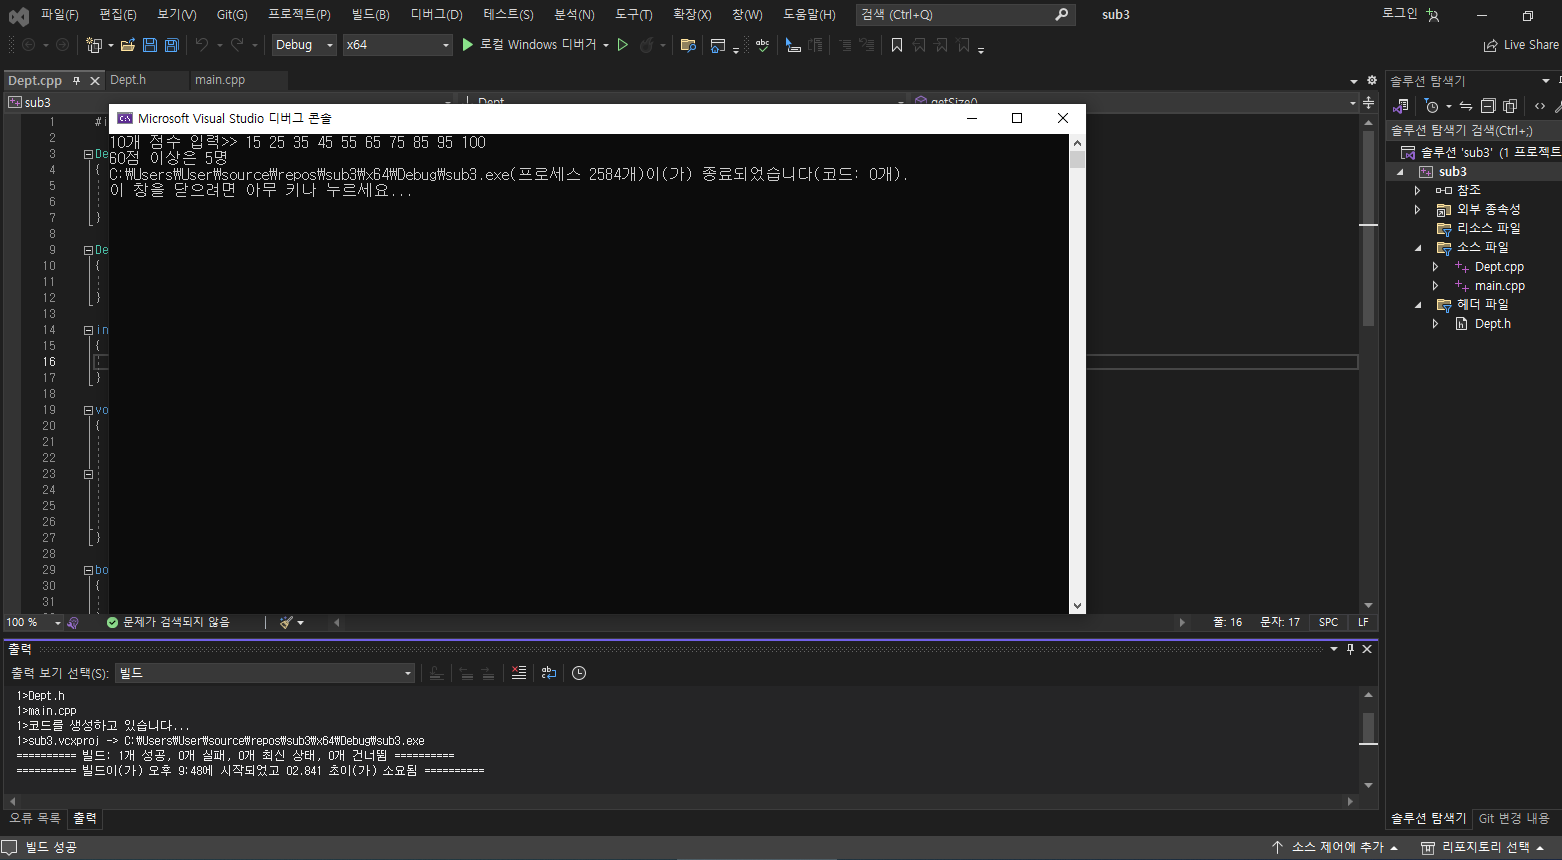 파일(F) 편집(E) 보기(V) Git(G) 프로젝트(P) 빌드(B) 디버그(D) 테스트(S) 분석(N) 도구(T) 확장(X) 창(W) 도움말(H) 검색 (Ctrl+Q) sub3 로그인
Debug x64 로컬 Windows 디버거 Live Share
Dept.cpp Dept.h main.cpp
sub3 Dept getSize()
Microsoft Visual Studio 디버그 콘솔
10개 점수 입력>> 15 25 35 45 55 65 75 85 95 100
60점 이상은 5명
C:\Users\User\source\repos\sub3\x64\Debug\sub3.exe(프로세스 2584개)이(가) 종료되었습니다(코드: 0개).
이 창을 닫으려면 아무 키나 누르세요...
1 #i
2
3 De
4 {
5
6
7 }
8
9 De
10 {
11
12 }
13
14 in
15 {
16
17 }
18
19 vo
20 {
21
22
23
24
25
26
27 }
28
29 bo
30 {
31
100 % 문제가 검색되지 않음 줄: 16 문자: 17 SPC LF
출력
출력 보기 선택(S): 빌드
1>Dept.h
1>main.cpp
1>코드를 생성하고 있습니다...
1>sub3.vcxproj -> C:\Users\User\source\repos\sub3\x64\Debug\sub3.exe
========== 빌드: 1개 성공, 0개 실패, 0개 최신 상태, 0개 건너뜀 ==========
========== 빌드이(가) 오후 9:48에 시작되었고 02.841 초이(가) 소요됨 ==========
오류 목록 출력
솔루션 탐색기
솔루션 탐색기 검색(Ctrl+;)
솔루션 'sub3' (1 프로젝트
sub3
참조
외부 종속성
리소스 파일
소스 파일
Dept.cpp
main.cpp
헤더 파일
Dept.h
솔루션 탐색기 Git 변경 내용
빌드 성공 소스 제어에 추가 리포지토리 선택